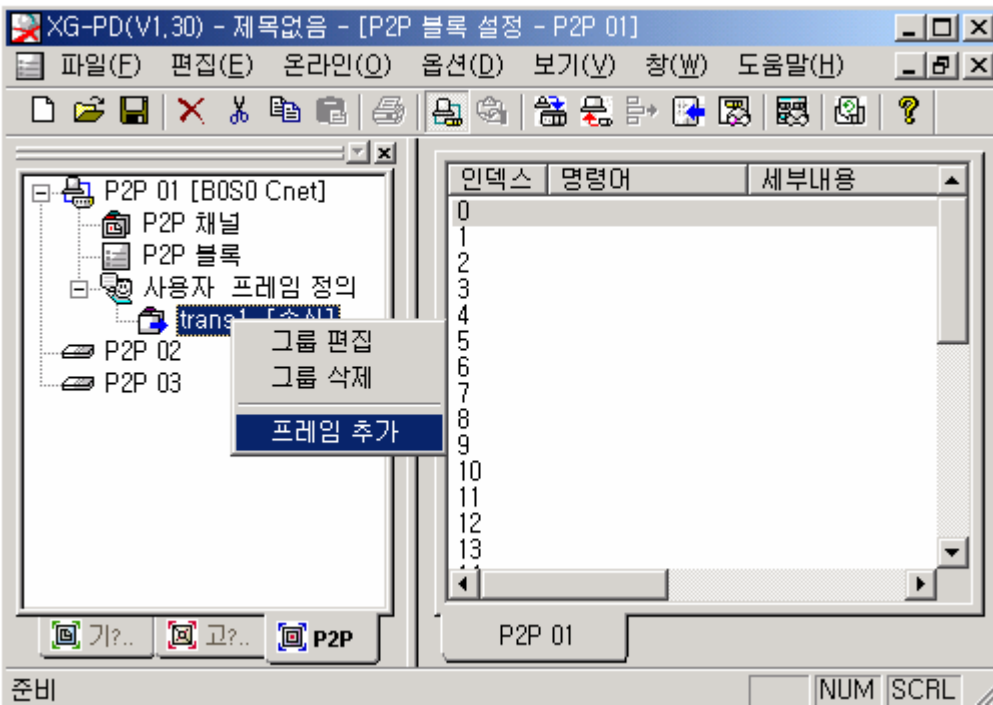 XG-PD(V1,30) - 제목없음 - [P2P 블록 설정 - P2P 01]
파일(F) 편집(E) 온라인(O) 옵션(D) 보기(V) 창(W) 도움말(H)
P2P 01 [B0S0 Cnet]
P2P 채널
P2P 블록
사용자 프레임 정의
P2P 02
P2P 03
그룹 편집
그룹 삭제
프레임 추가
인덱스 명령어 세부내용
0
1
2
3
4
5
6
7
8
9
10
11
12
13
기?.. 고?.. P2P
P2P 01
준비 NUM SCRL